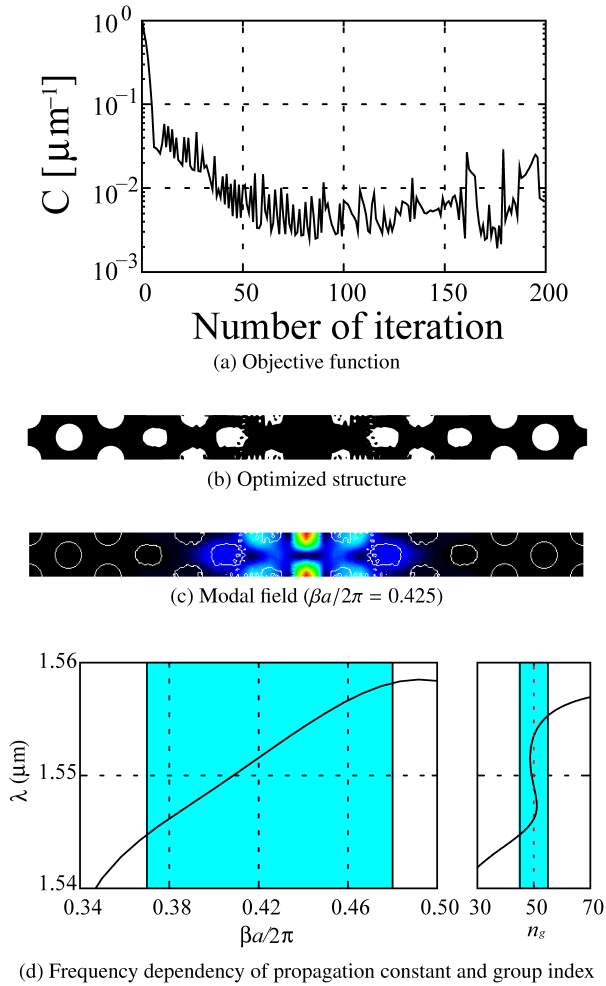 10⁰
10⁻¹
10⁻²
10⁻³
C [μm⁻¹]
0 50 100 150 200
Number of iteration
(a) Objective function
(b) Optimized structure
(c) Modal field (βa/2π = 0.425)
1.56
1.55
1.54
λ (μm)
0.34 0.38 0.42 0.46 0.50 30 50 70
βa/2π n_g
(d) Frequency dependency of propagation constant and group index